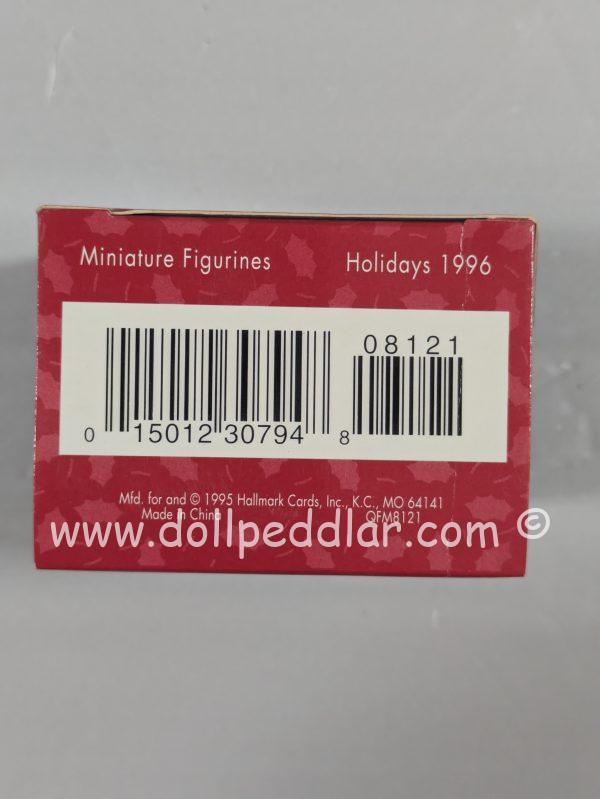 Miniature Figurines Holidays 1996
08121
0 15012 30794 8
Mfd. for and © 1995 Hallmark Cards, Inc., K.C., MO 64141
Made in China QFM8121
www.dollpeddlar.com ©